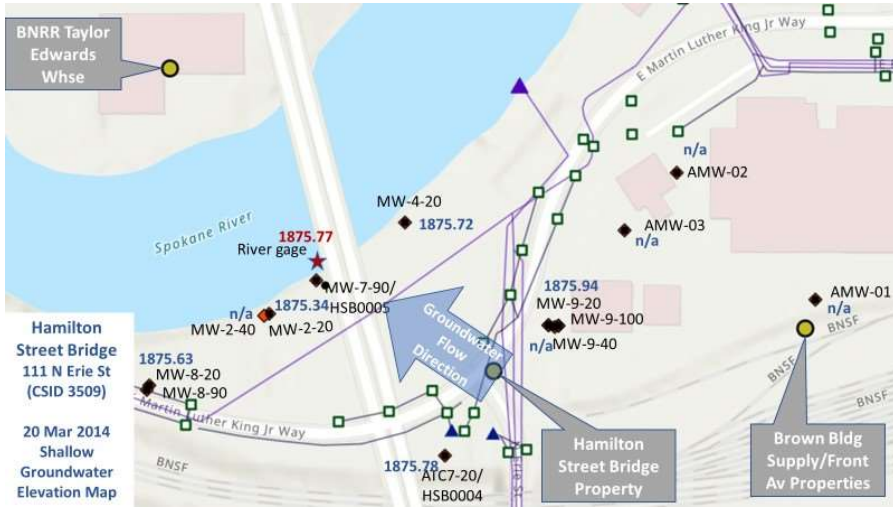 BNRR Taylor
Edwards
Whse
E Martin Luther King Jr Way
n/a
AMW-02
MW-4-20
1875.72
AMW-03
n/a
Spokane River
1875.77
River gage
MW-7-90/
HSB0005
1875.94
MW-9-20
MW-9-100
n/a
MW-9-40
AMW-01
n/a
BNSF
BNSF
n/a
1875.34
MW-2-40
MW-2-20
Groundwater
Flow
Direction
Hamilton
Street Bridge
111 N Erie St
(CSID 3509)
20 Mar 2014
Shallow
Groundwater
Elevation Map
1875.63
MW-8-20
MW-8-90
E Martin Luther King Jr Way
BNSF
BNSF
BNSF
1875.78
ATC7-20/
HSB0004
Hamilton
Street Bridge
Property
Brown Bldg
Supply/Front
Av Properties